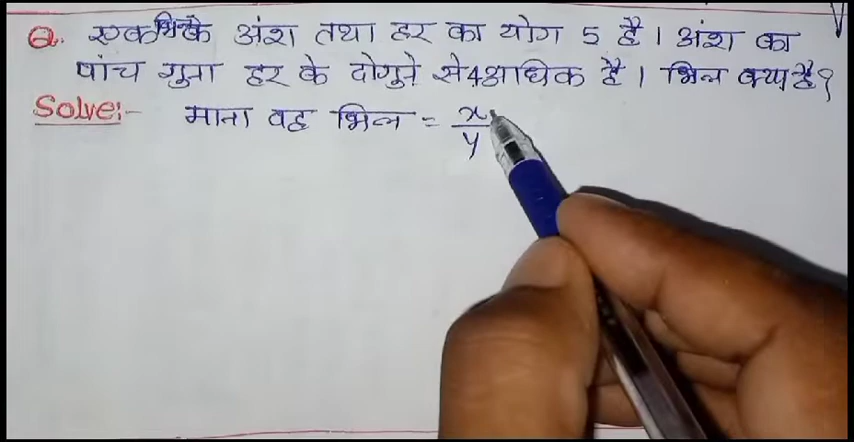 Q. एक भिन्न के अंश तथा हर का योग 5 है। अंश का
पांच गुना हर के दोगुने से 4 अधिक है। भिन्न क्या है?
Solve:- माना वह भिन्न = x/y